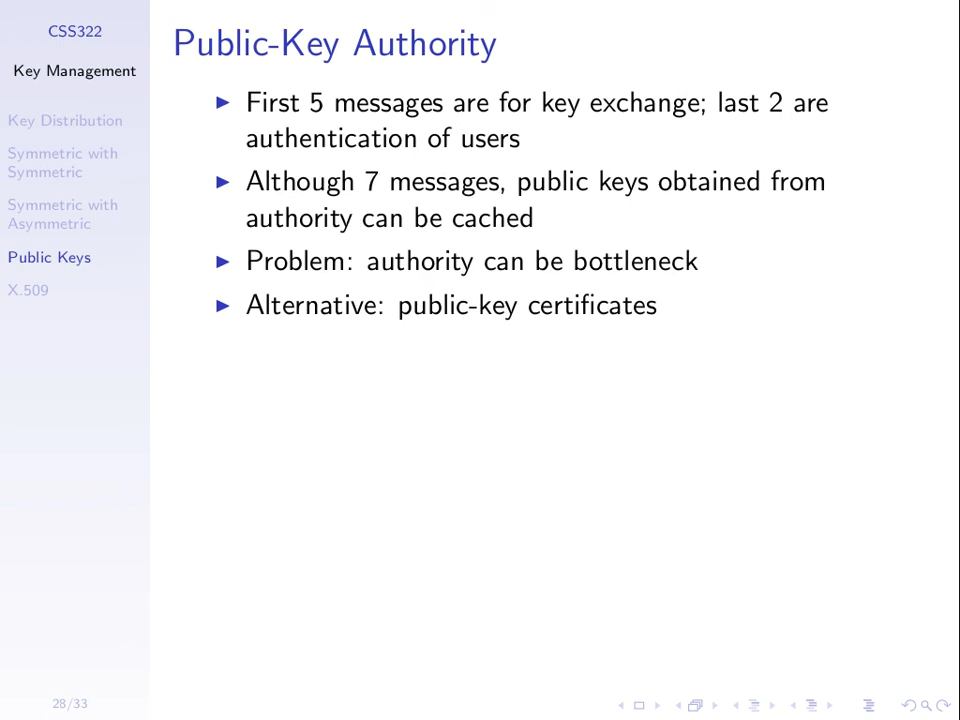 CSS322
Key Management
Key Distribution
Symmetric with
Symmetric
Symmetric with
Asymmetric
Public Keys
X.509
28/33
Public-Key Authority
First 5 messages are for key exchange; last 2 are
authentication of users
Although 7 messages, public keys obtained from
authority can be cached
Problem: authority can be bottleneck
Alternative: public-key certificates